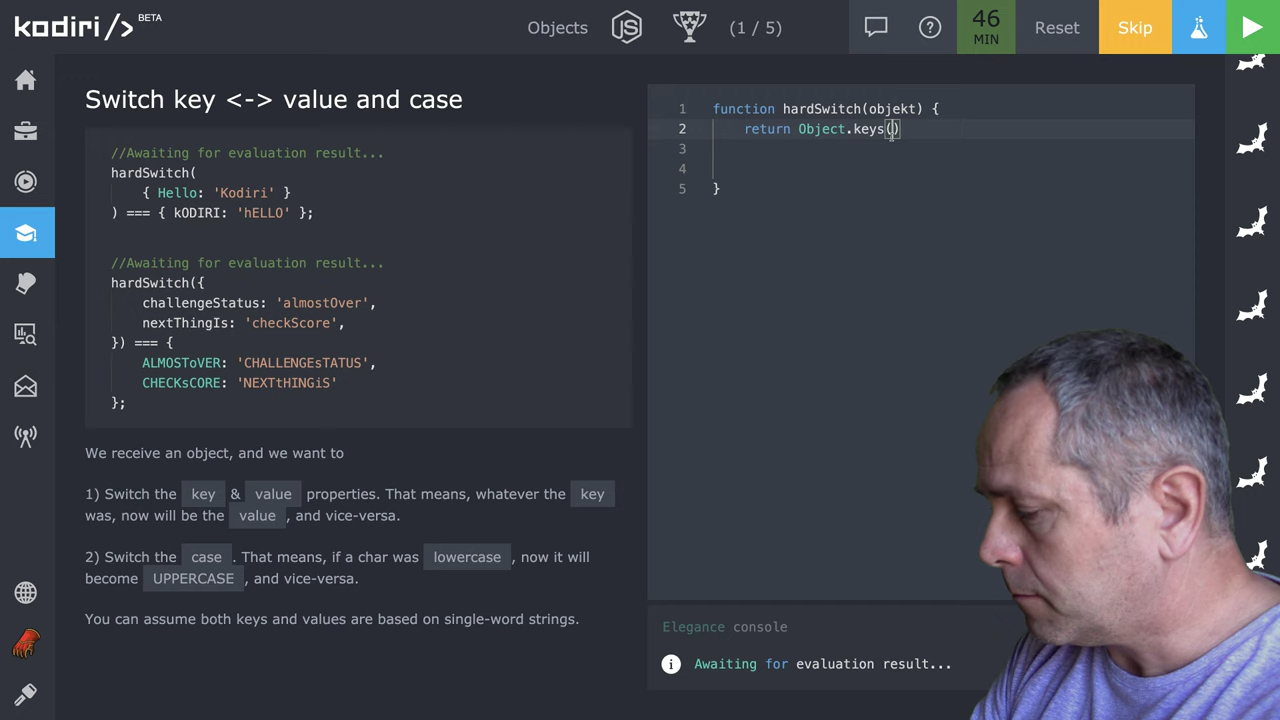 kodiri/> BETA
Objects
JS
(1 / 5)
46
MIN
Reset
Skip
Switch key <-> value and case
//Awaiting for evaluation result...
hardSwitch(
{ Hello: 'Kodiri' }
) === { kODIRI: 'hELLO' };
//Awaiting for evaluation result...
hardSwitch({
challengeStatus: 'almostOver',
nextThingIs: 'checkScore',
}) === {
ALMOSToVER: 'CHALLENGEsTATUS',
CHECKsCORE: 'NEXTtHINGiS'
};
We receive an object, and we want to
1) Switch the key & value properties. That means, whatever the key
was, now will be the value , and vice-versa.
2) Switch the case . That means, if a char was lowercase , now it will
become UPPERCASE , and vice-versa.
You can assume both keys and values are based on single-word strings.
1 function hardSwitch(objekt) {
2 return Object.keys()
3
4
5 }
Elegance console
Awaiting for evaluation result...